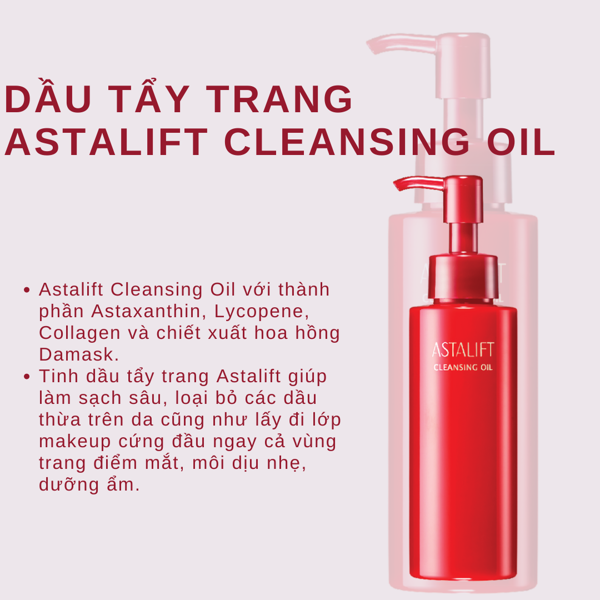 DẦU TẨY TRANG
ASTALIFT CLEANSING OIL
• Astalift Cleansing Oil với thành
phần Astaxanthin, Lycopene,
Collagen và chiết xuất hoa hồng
Damask.
• Tinh dầu tẩy trang Astalift giúp
làm sạch sâu, loại bỏ các dầu
thừa trên da cũng như lấy đi lớp
makeup cứng đầu ngay cả vùng
trang điểm mắt, môi dịu nhẹ,
dưỡng ẩm.
ASTALIFT
CLEANSING OIL